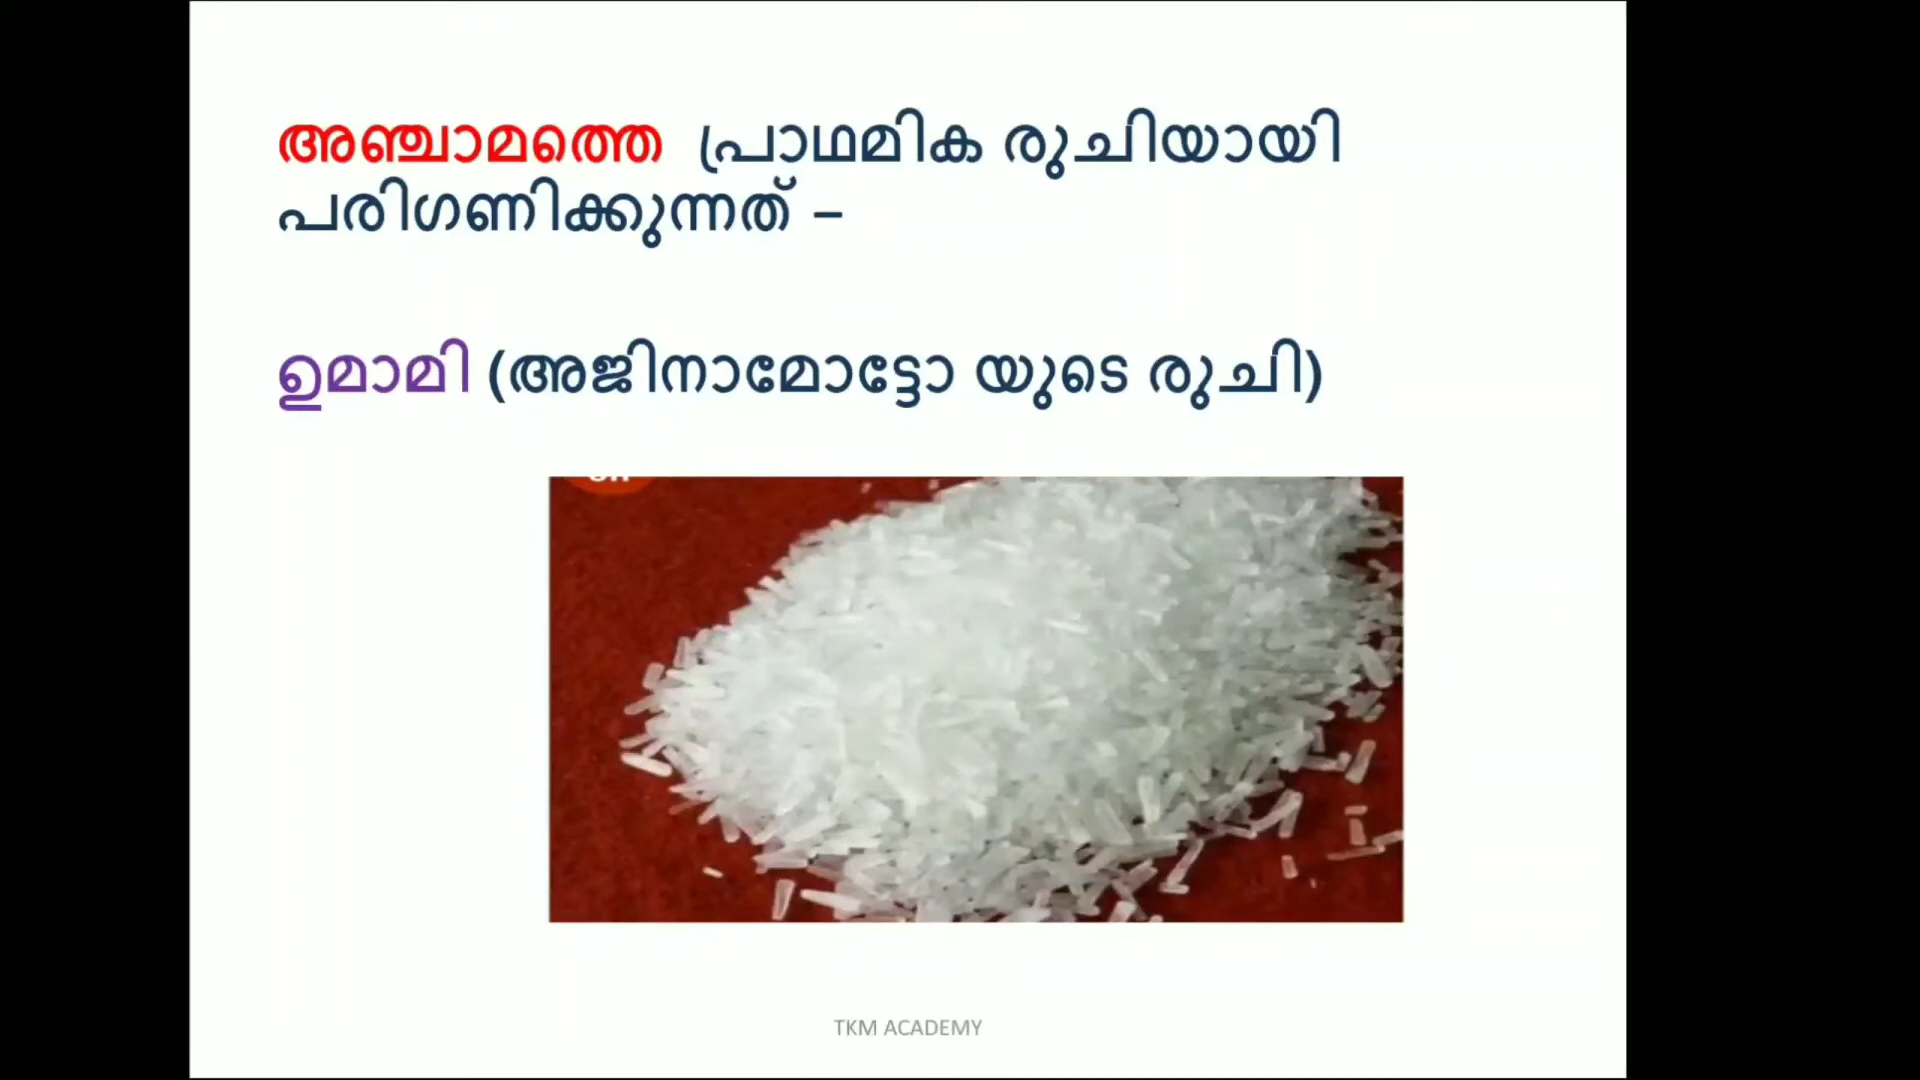 അഞ്ചാമത്തെ പ്രാഥമിക രുചിയായി
പരിഗണിക്കുന്നത് –
ഉമാമി (അജിനാമോട്ടോ യുടെ രുചി)
TKM ACADEMY